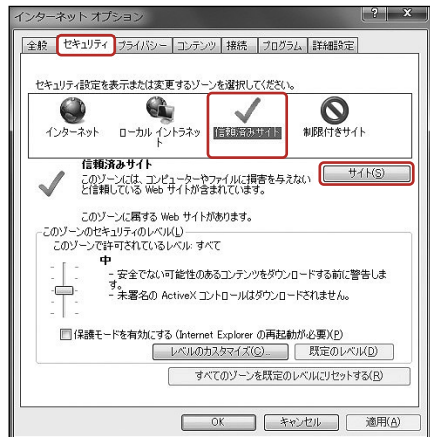 インターネット オプション
全般 セキュリティ プライバシー コンテンツ 接続 プログラム 詳細設定
セキュリティ設定を表示または変更するゾーンを選択してください。
インターネット ローカル イントラネット 信頼済みサイト 制限付きサイト
信頼済みサイト
サイト(S)
このゾーンには、コンピューターやファイルに損害を与えない
と信頼している Web サイトが含まれています。
このゾーンに属する Web サイトがあります。
このゾーンのセキュリティのレベル(L)
このゾーンで許可されているレベル: すべて
中
- 安全でない可能性のあるコンテンツをダウンロードする前に警告しま
す。
- 未署名の ActiveX コントロールはダウンロードされません。
保護モードを有効にする (Internet Explorer の再起動が必要)(P)
レベルのカスタマイズ(C)... 既定のレベル(D)
すべてのゾーンを既定のレベルにリセットする(R)
OK キャンセル 適用(A)